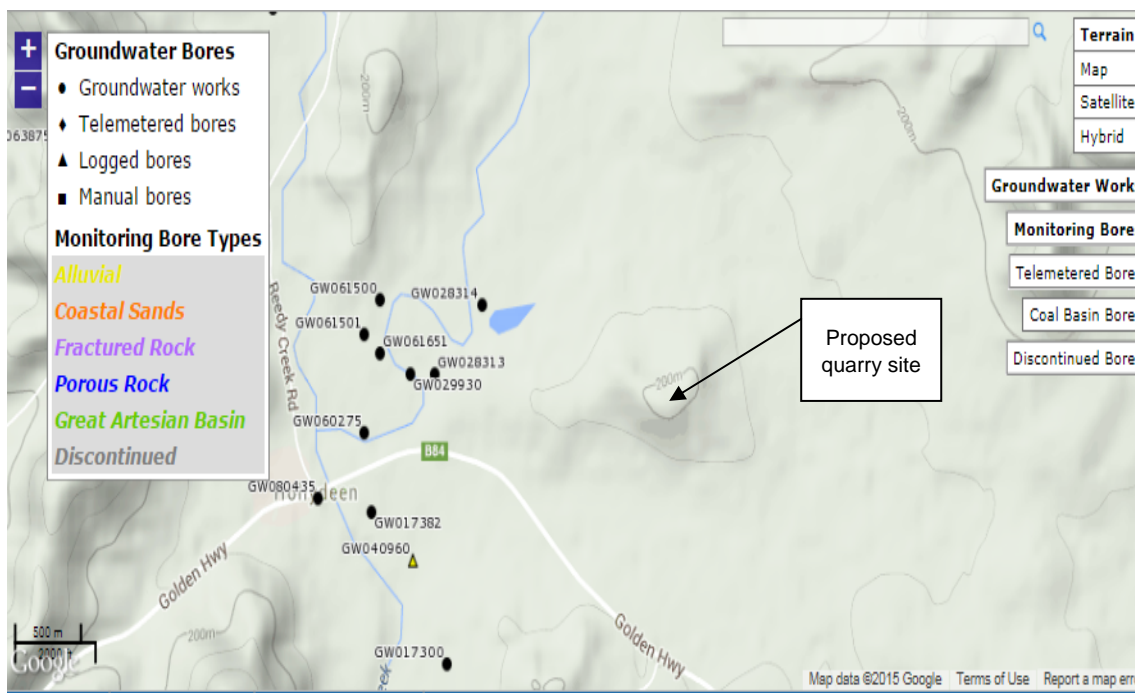 +
−
063875
Groundwater Bores
Groundwater works
Telemetered bores
Logged bores
Manual bores
Monitoring Bore Types
Alluvial
Coastal Sands
Fractured Rock
Porous Rock
Great Artesian Basin
Discontinued
Terrain
Map
Satellite
Hybrid
Groundwater Work
Monitoring Bore
Telemetered Bore
Coal Basin Bore
Discontinued Bore
200m
200m
200m
Proposed
quarry site
GW061500
GW028314
GW061501
GW061651
GW028313
GW029930
GW060275
Reedy Creek Rd
B84
GW080435
GW017382
GW040960
GW017300
Golden Hwy
Golden Hwy
200m
500 m
Google
Map data ©2015 Google
Terms of Use
Report a map err